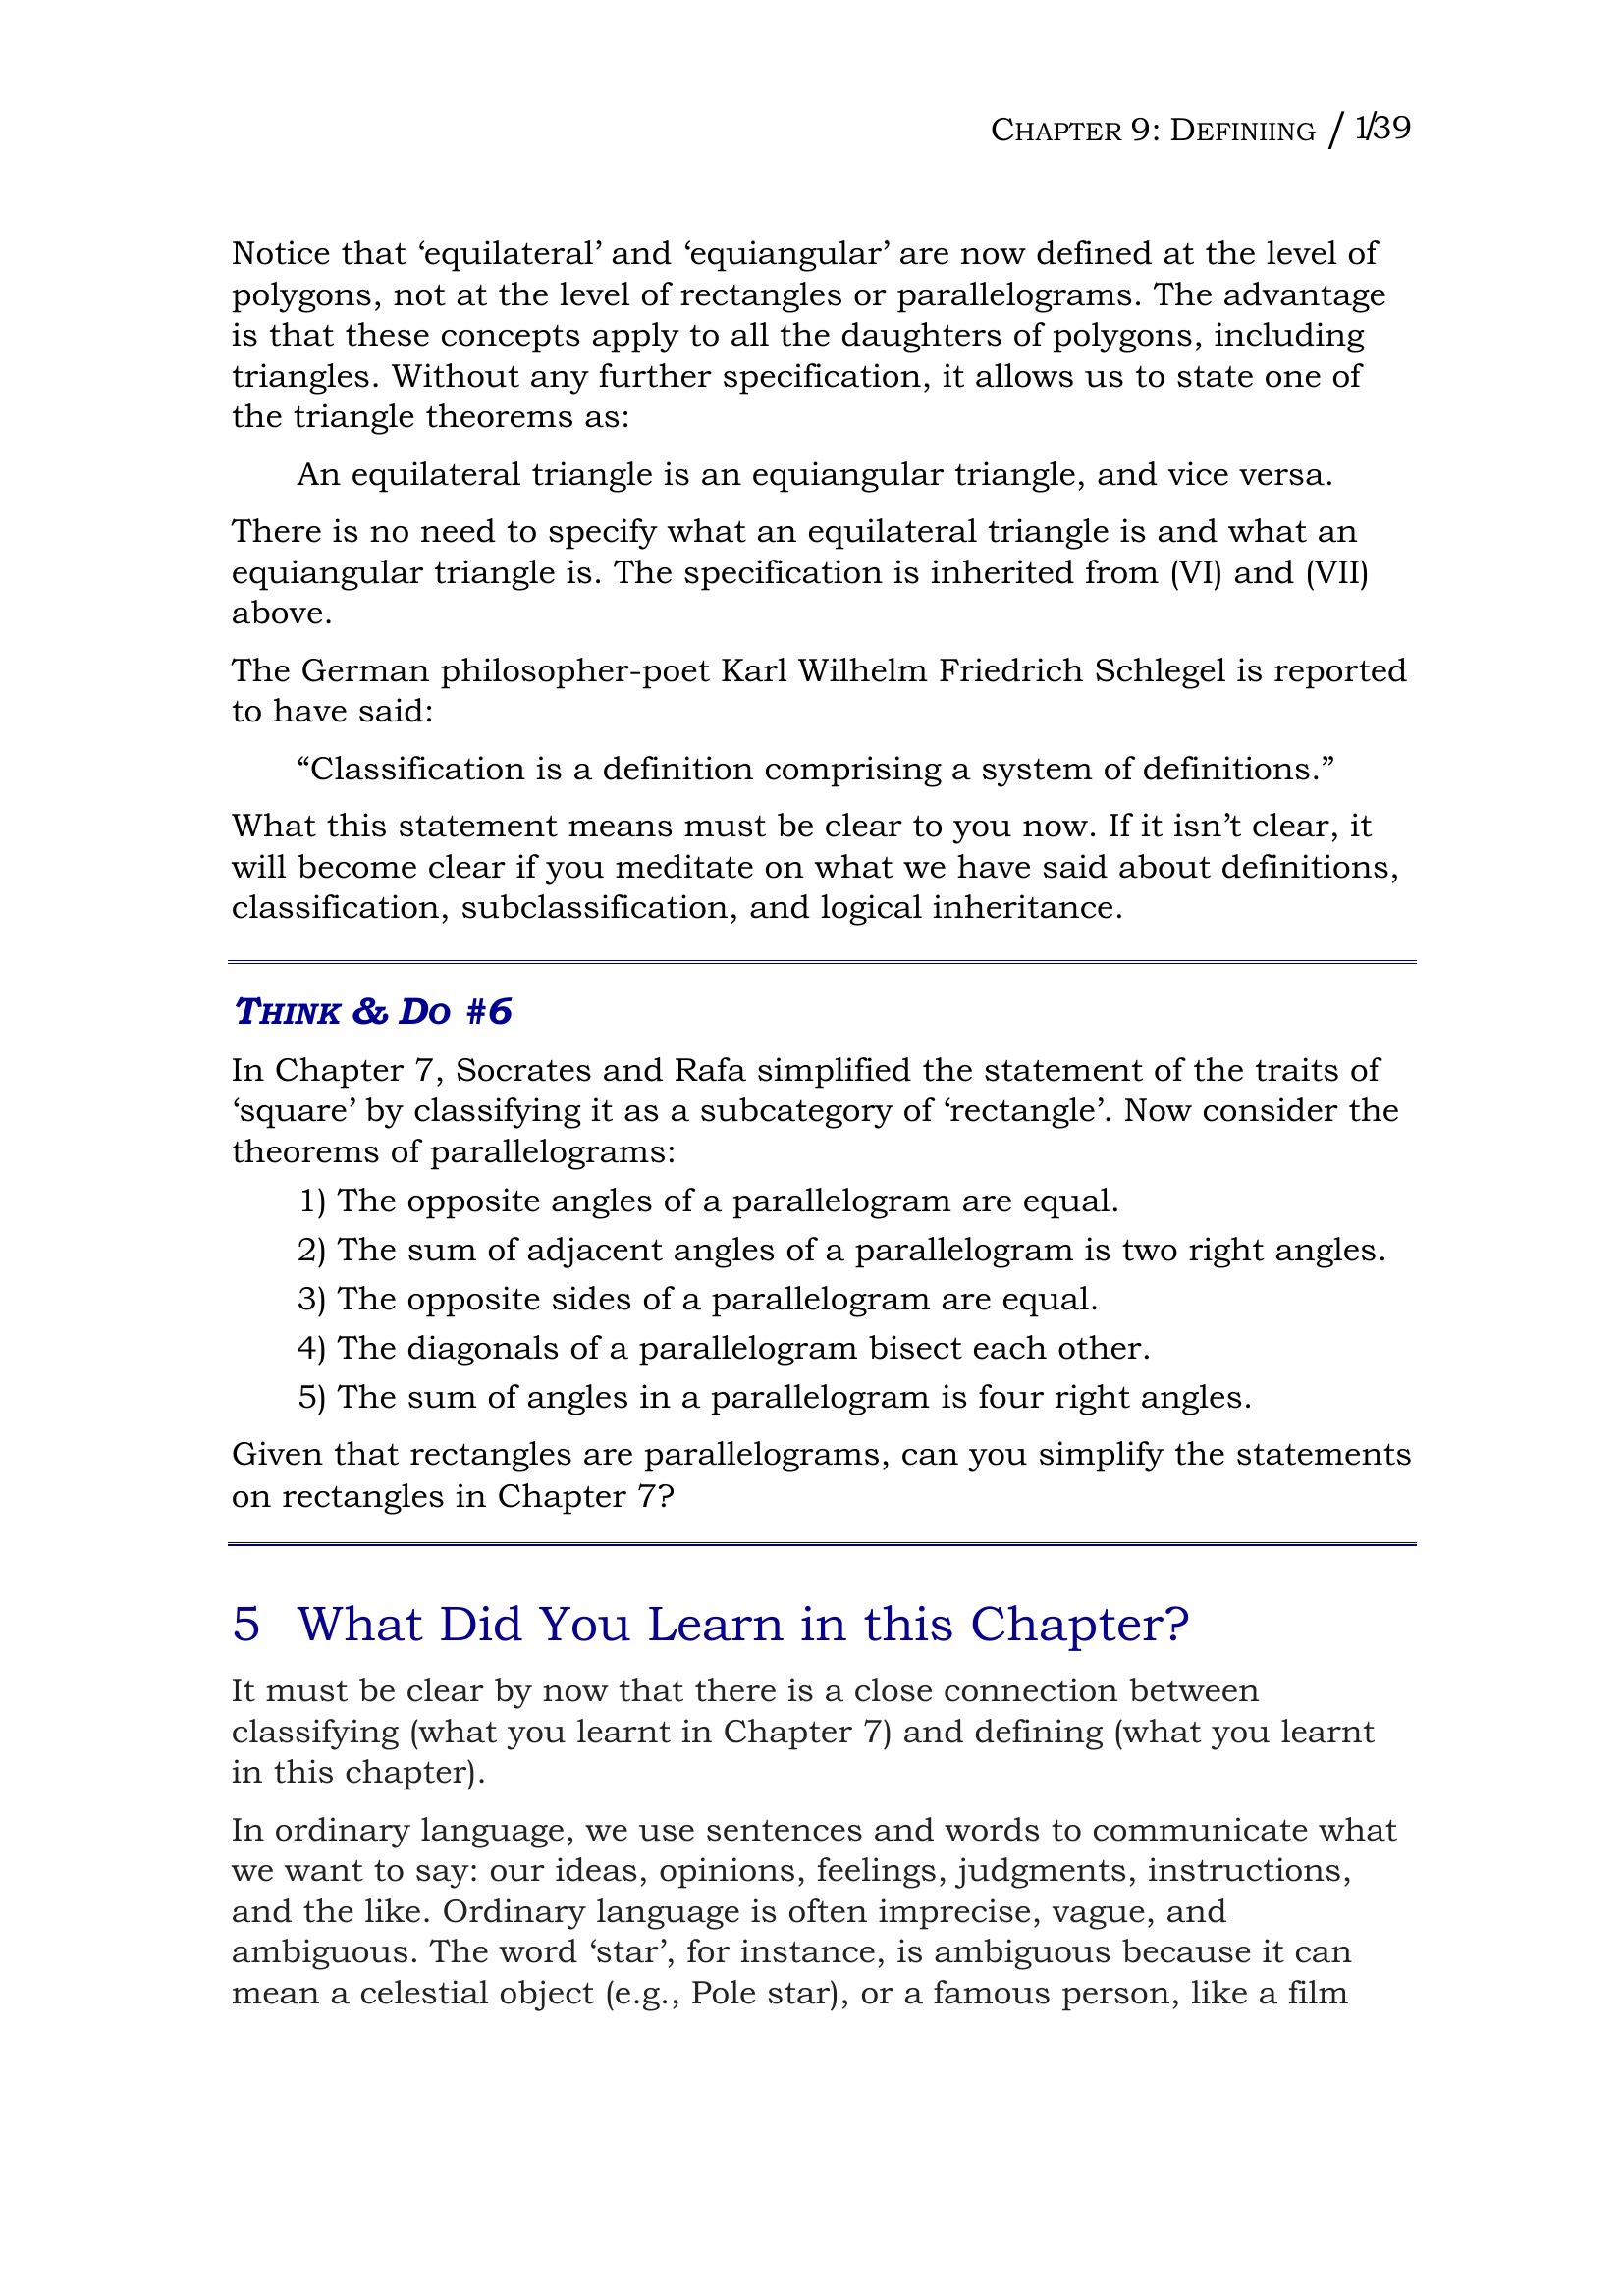 CHAPTER 9: DEFINIING / 1/39
Notice that ‘equilateral’ and ‘equiangular’ are now defined at the level of
polygons, not at the level of rectangles or parallelograms. The advantage
is that these concepts apply to all the daughters of polygons, including
triangles. Without any further specification, it allows us to state one of
the triangle theorems as:
An equilateral triangle is an equiangular triangle, and vice versa.
There is no need to specify what an equilateral triangle is and what an
equiangular triangle is. The specification is inherited from (VI) and (VII)
above.
The German philosopher-poet Karl Wilhelm Friedrich Schlegel is reported
to have said:
“Classification is a definition comprising a system of definitions.”
What this statement means must be clear to you now. If it isn’t clear, it
will become clear if you meditate on what we have said about definitions,
classification, subclassification, and logical inheritance.
THINK & DO #6
In Chapter 7, Socrates and Rafa simplified the statement of the traits of
‘square’ by classifying it as a subcategory of ‘rectangle’. Now consider the
theorems of parallelograms:
1) The opposite angles of a parallelogram are equal.
2) The sum of adjacent angles of a parallelogram is two right angles.
3) The opposite sides of a parallelogram are equal.
4) The diagonals of a parallelogram bisect each other.
5) The sum of angles in a parallelogram is four right angles.
Given that rectangles are parallelograms, can you simplify the statements
on rectangles in Chapter 7?
5 What Did You Learn in this Chapter?
It must be clear by now that there is a close connection between
classifying (what you learnt in Chapter 7) and defining (what you learnt
in this chapter).
In ordinary language, we use sentences and words to communicate what
we want to say: our ideas, opinions, feelings, judgments, instructions,
and the like. Ordinary language is often imprecise, vague, and
ambiguous. The word ‘star’, for instance, is ambiguous because it can
mean a celestial object (e.g., Pole star), or a famous person, like a film